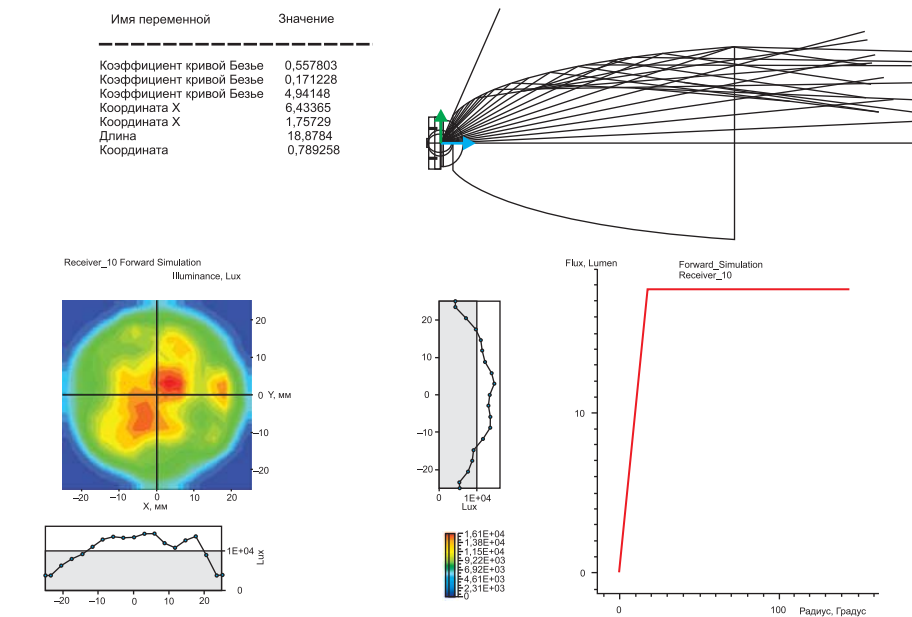 Имя переменной Значение
Коэффициент кривой Безье 0,557803
Коэффициент кривой Безье 0,171228
Коэффициент кривой Безье 4,94148
Координата X 6,43365
Координата X 1,75729
Длина 18,8784
Координата 0,789258
Receiver_10 Forward Simulation
Illuminance, Lux
20
10
0 Y, мм
–10
–20
–20 –10 0 10 20
X, мм
1E+04
Lux
0
–20 –10 0 10 20
20
10
0
–10
–20
0 1E+04
Lux
1,61E+04
1,38E+04
1,15E+04
9,22E+03
6,92E+03
4,61E+03
2,31E+03
0
Flux, Lumen
Forward_Simulation
Receiver_10
10
0
0 100 Радиус, Градус